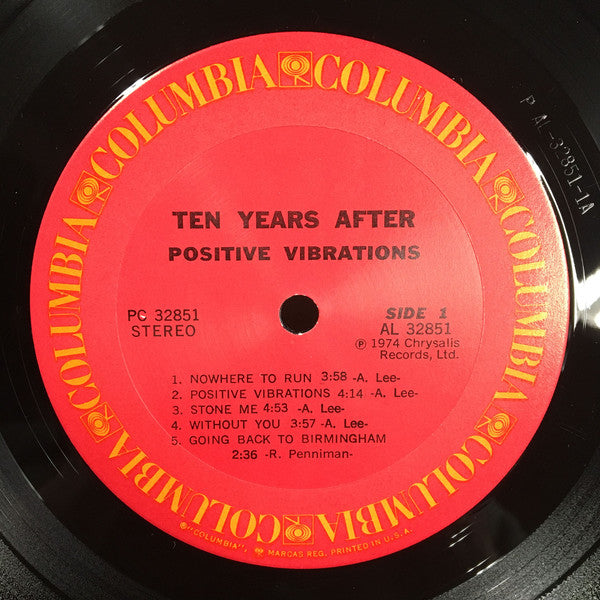 COLUMBIA COLUMBIA COLUMBIA COLUMBIA COLUMBIA COLUMBIA
P AL-32851-1A
TEN YEARS AFTER
POSITIVE VIBRATIONS
PC 32851
STEREO
SIDE 1
AL 32851
Ⓟ 1974 Chrysalis
Records, Ltd.
1. NOWHERE TO RUN 3:58 -A. Lee-
2. POSITIVE VIBRATIONS 4:14 -A. Lee-
3. STONE ME 4:53 -A. Lee-
4. WITHOUT YOU 3:57 -A. Lee-
5. GOING BACK TO BIRMINGHAM
2:36 -R. Penniman-
®"COLUMBIA", MARCAS REG. PRINTED IN U.S.A.